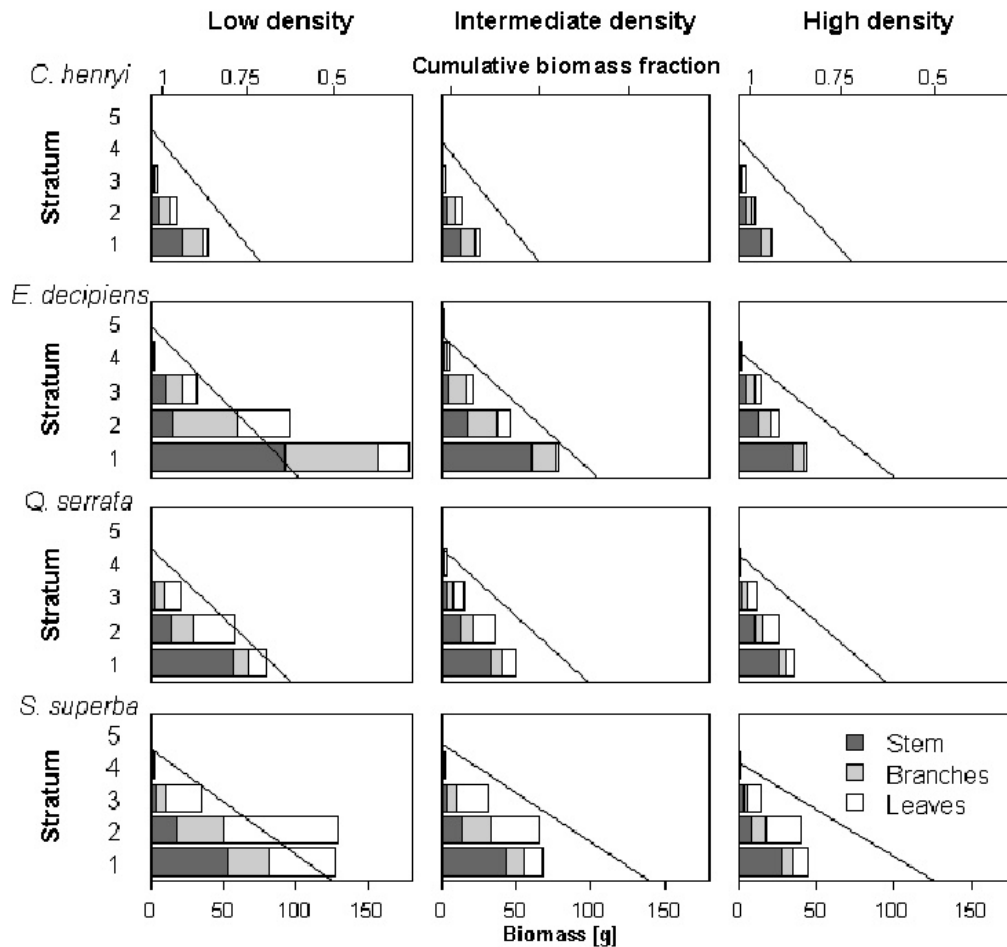 Low density Intermediate density High density
C. henryi 1 0.75 0.5 Cumulative biomass fraction 1 0.75 0.5
Stratum
5
4
3
2
1
E. decipiens
Stratum
5
4
3
2
1
Q. serrata
Stratum
5
4
3
2
1
S. superba
Stratum
5
4
3
2
1
Stem
Branches
Leaves
0 50 100 150 0 50 100 150 0 50 100 150
Biomass [g]